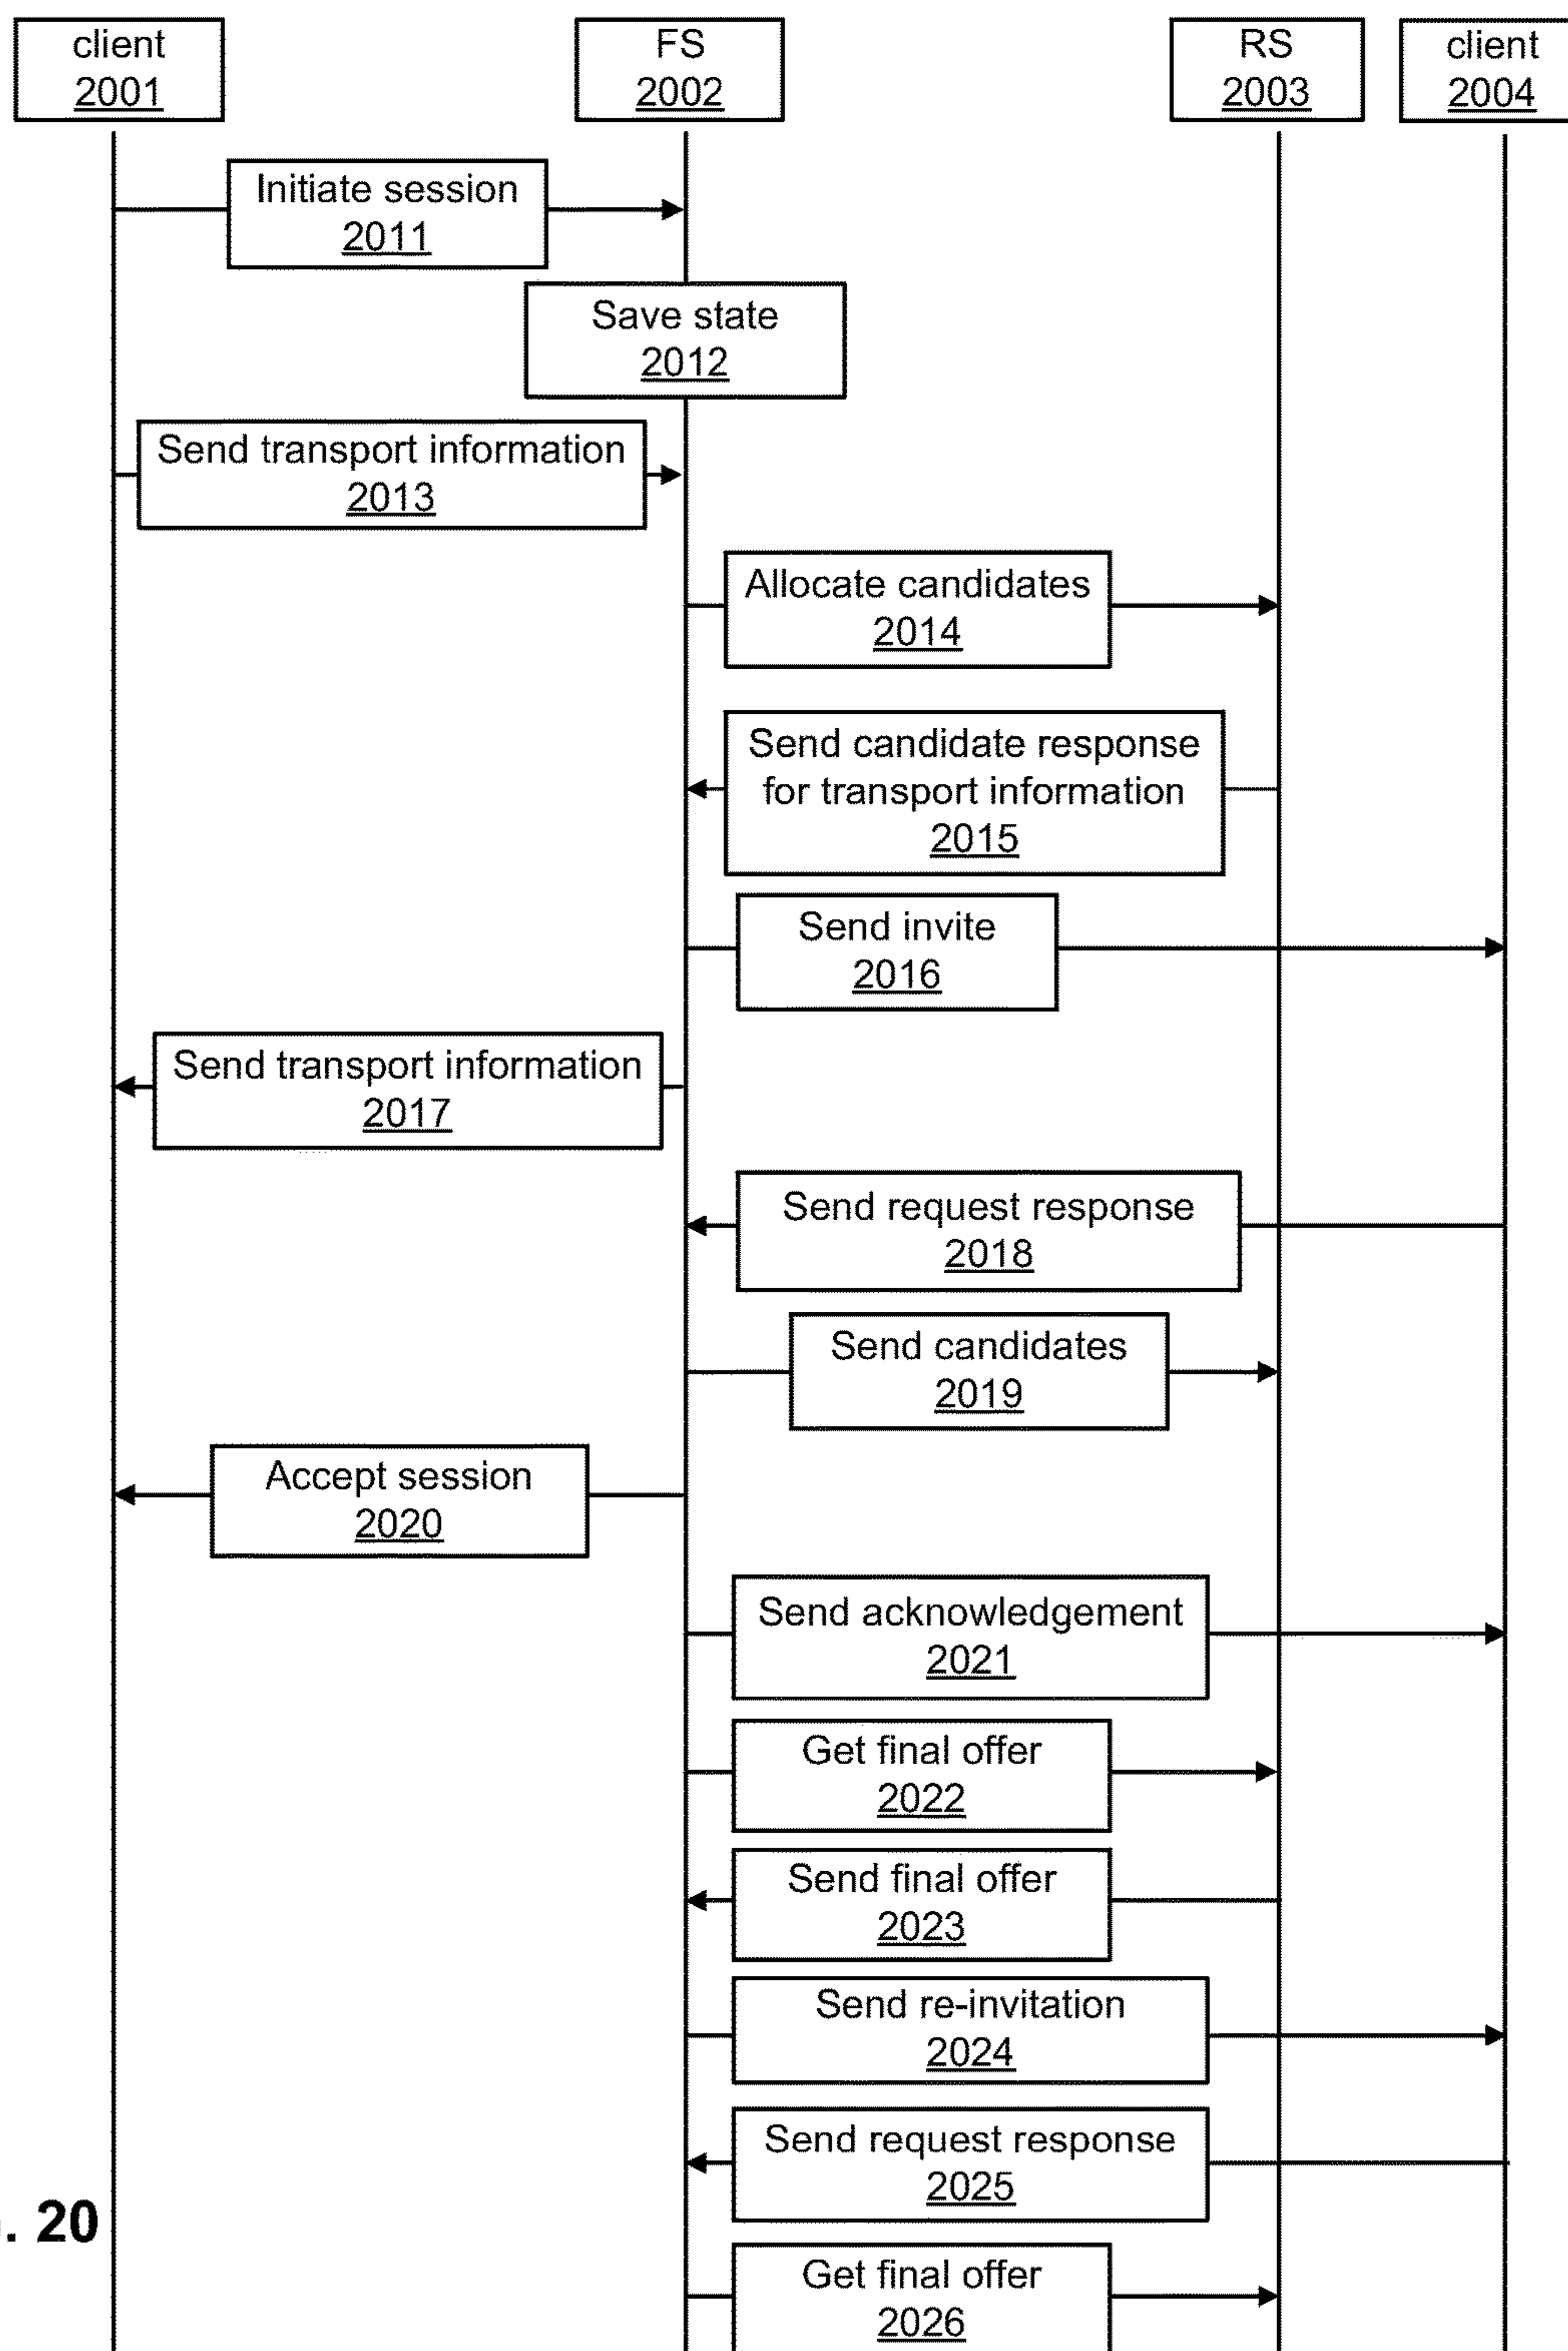 client
2001
FS
2002
RS
2003
client
2004
Initiate session
2011
Save state
2012
Send transport information
2013
Allocate candidates
2014
Send candidate response
for transport information
2015
Send invite
2016
Send transport information
2017
Send request response
2018
Send candidates
2019
Accept session
2020
Send acknowledgement
2021
Get final offer
2022
Send final offer
2023
Send re-invitation
2024
Send request response
2025
. 20
Get final offer
2026